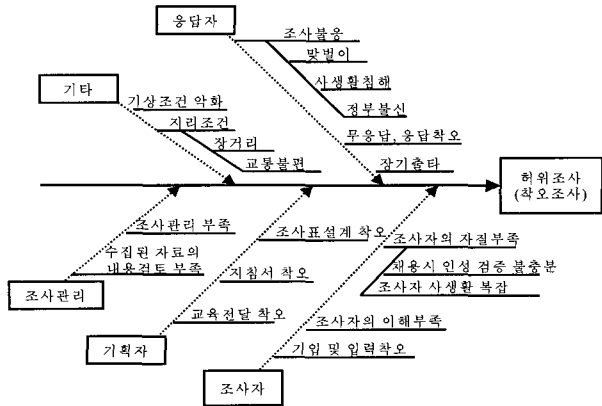 응답자
조사불응
맞벌이
사생활침해
정부불신
무응답, 응답착오
장기출타
기타
기상조건 악화
지리조건
장거리
교통불편
허위조사
(착오조사)
조사관리 부족
수집된 자료의
내용검토 부족
조사관리
조사표설계 착오
지침서 착오
교육전달 착오
기획자
조사자의 자질부족
채용시 인성 검증 불충분
조사자 사생활 복잡
조사자의 이해부족
기입 및 입력착오
조사자